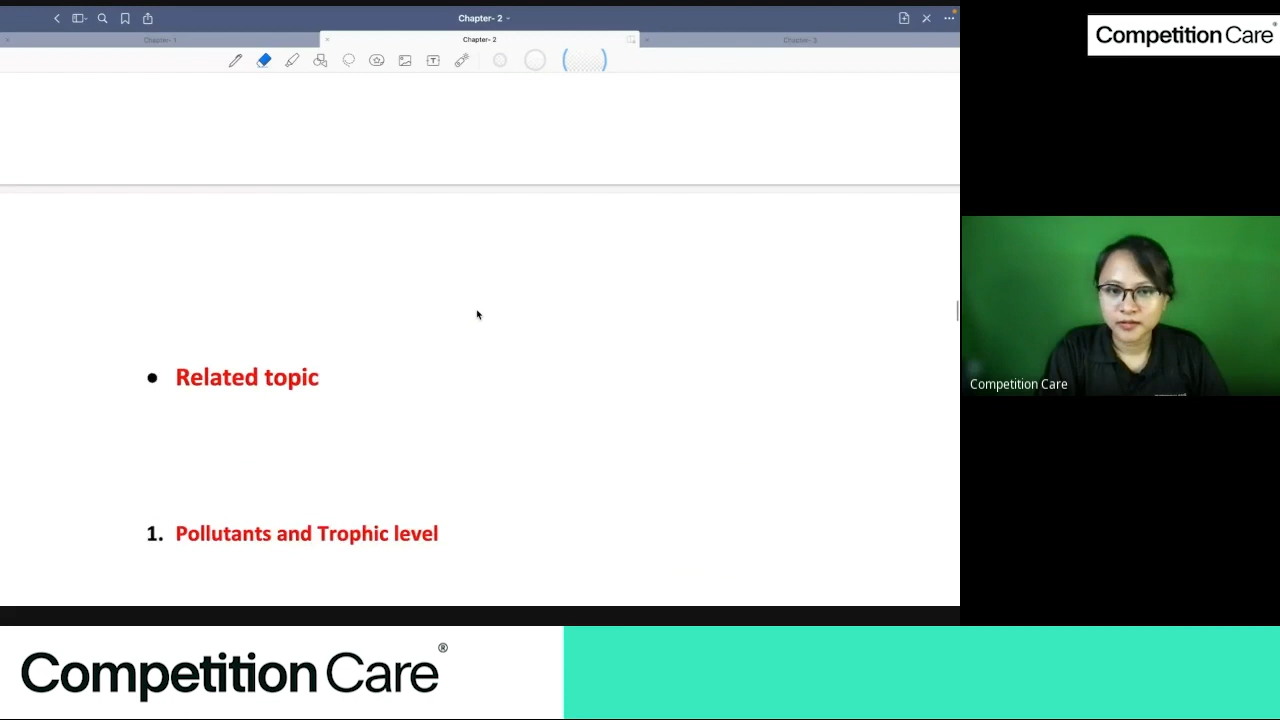 Chapter- 2
Chapter- 1
Chapter- 2
Chapter- 3
Competition Care®
• Related topic
Competition Care
1. Pollutants and Trophic level
Competition Care®